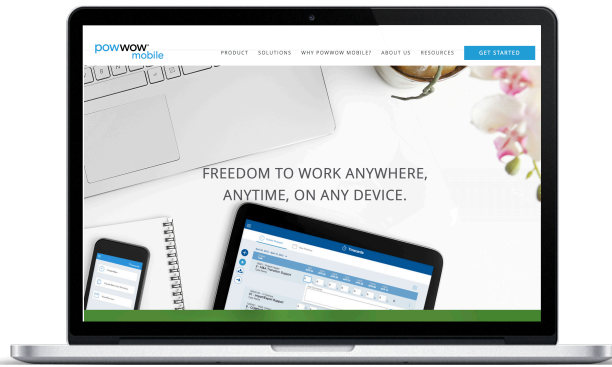 powwow
mobile
PRODUCT SOLUTIONS WHY POWWOW MOBILE? ABOUT US RESOURCES GET STARTED
FREEDOM TO WORK ANYWHERE,
ANYTIME, ON ANY DEVICE.